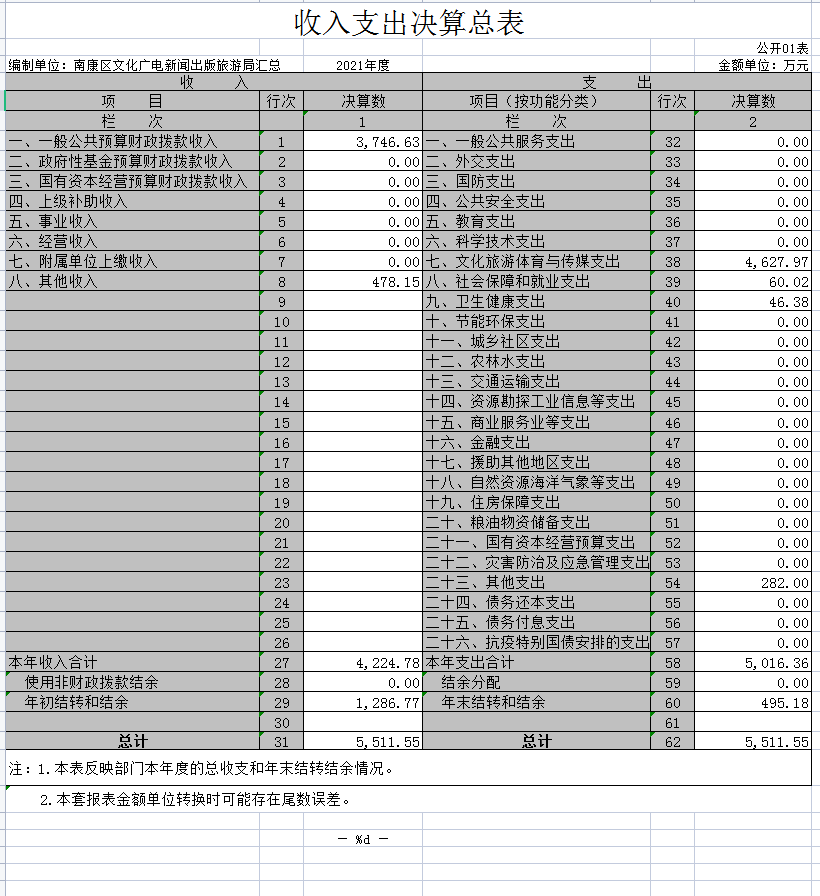 收入支出决算总表
公开01表
编制单位：南康区文化广电新闻出版旅游局汇总 2021年度 金额单位：万元
收 入 支 出
项 目 行次 决算数 项目（按功能分类） 行次 决算数
栏 次 1 栏 次 2
一、一般公共预算财政拨款收入 1 3,746.63 一、一般公共服务支出 32 0.00
二、政府性基金预算财政拨款收入 2 0.00 二、外交支出 33 0.00
三、国有资本经营预算财政拨款收入 3 0.00 三、国防支出 34 0.00
四、上级补助收入 4 0.00 四、公共安全支出 35 0.00
五、事业收入 5 0.00 五、教育支出 36 0.00
六、经营收入 6 0.00 六、科学技术支出 37 0.00
七、附属单位上缴收入 7 0.00 七、文化旅游体育与传媒支出 38 4,627.97
八、其他收入 8 478.15 八、社会保障和就业支出 39 60.02
9 九、卫生健康支出 40 46.38
10 十、节能环保支出 41 0.00
11 十一、城乡社区支出 42 0.00
12 十二、农林水支出 43 0.00
13 十三、交通运输支出 44 0.00
14 十四、资源勘探工业信息等支出 45 0.00
15 十五、商业服务业等支出 46 0.00
16 十六、金融支出 47 0.00
17 十七、援助其他地区支出 48 0.00
18 十八、自然资源海洋气象等支出 49 0.00
19 十九、住房保障支出 50 0.00
20 二十、粮油物资储备支出 51 0.00
21 二十一、国有资本经营预算支出 52 0.00
22 二十二、灾害防治及应急管理支出 53 0.00
23 二十三、其他支出 54 282.00
24 二十四、债务还本支出 55 0.00
25 二十五、债务付息支出 56 0.00
26 二十六、抗疫特别国债安排的支出 57 0.00
本年收入合计 27 4,224.78 本年支出合计 58 5,016.36
使用非财政拨款结余 28 0.00 结余分配 59 0.00
年初结转和结余 29 1,286.77 年末结转和结余 60 495.18
30 61
总计 31 5,511.55 总计 62 5,511.55
注：1.本表反映部门本年度的总收支和年末结转结余情况。
2.本套报表金额单位转换时可能存在尾数误差。
— %d —